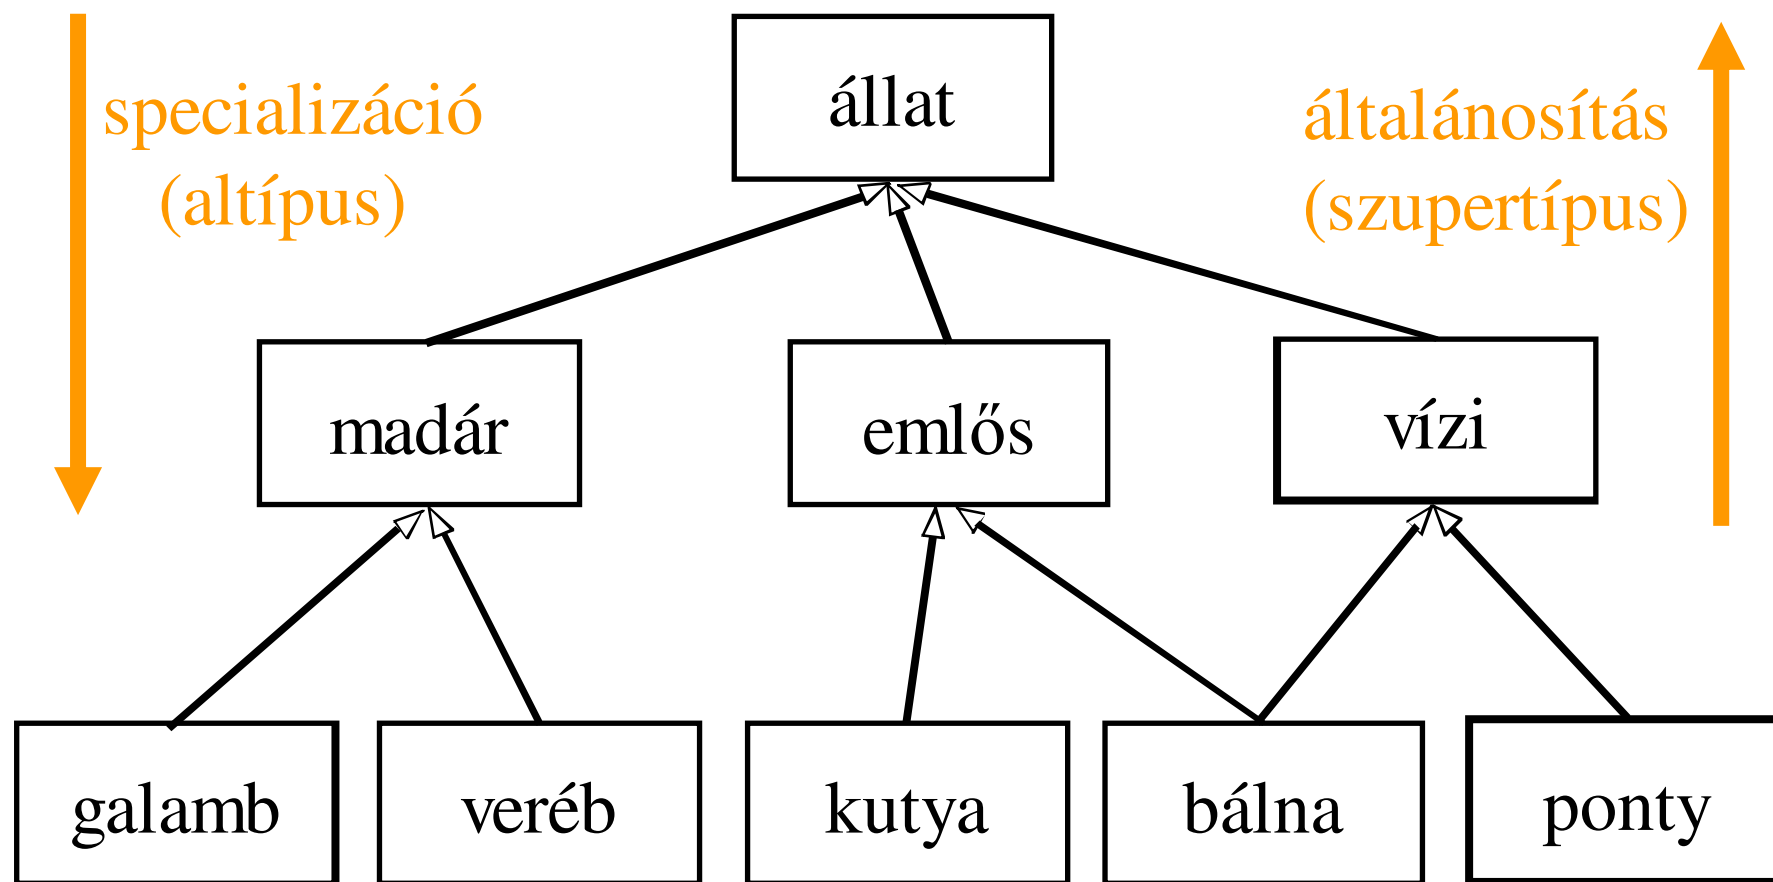 állat
specializáció
(altípus)
általánosítás
(szupertípus)
madár
emlős
vízi
galamb
veréb
kutya
bálna
ponty